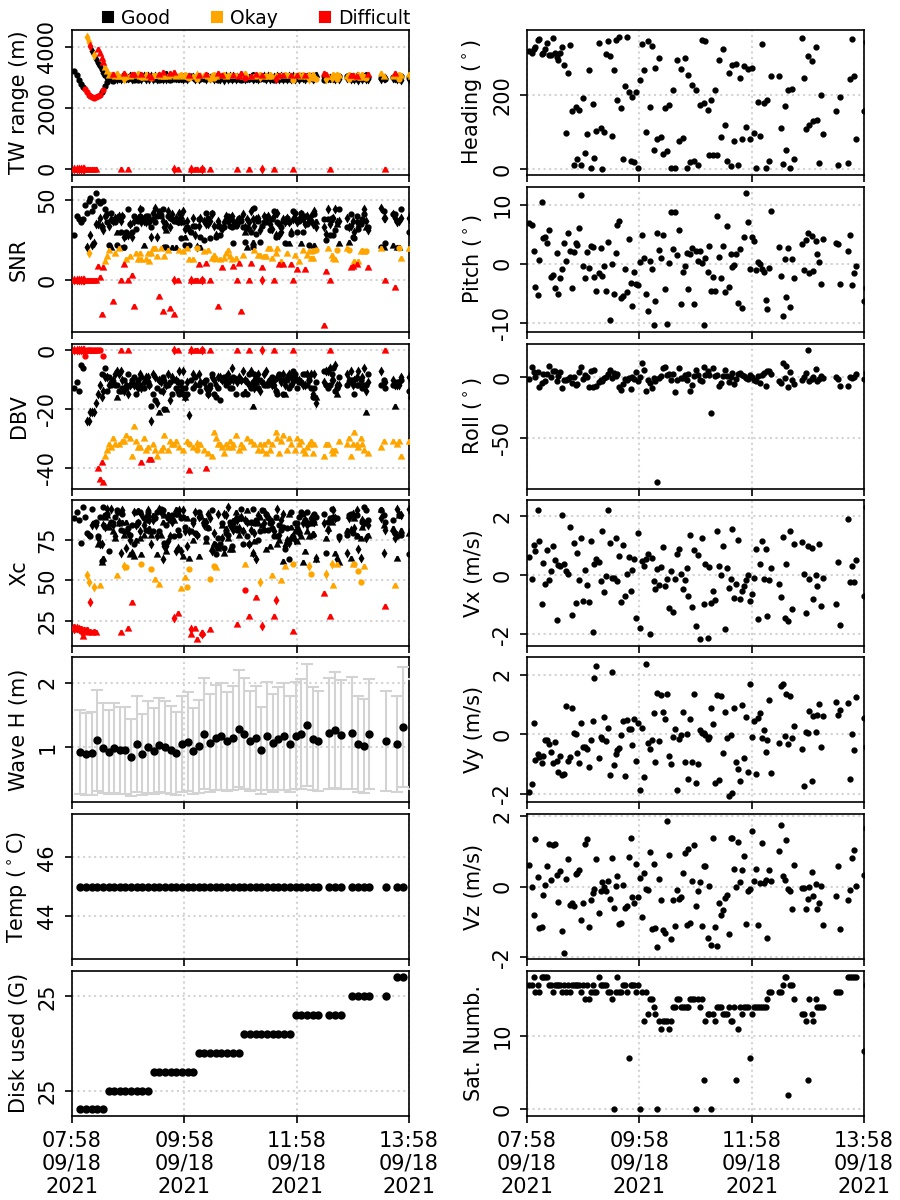 Good Okay Difficult
TW range (m)
4000
2000
0
SNR
50
0
DBV
0
-20
-40
Xc
75
50
25
Wave H (m)
2
1
Temp (°C)
46
44
Disk used (G)
25
25
07:58 09:58 11:58 13:58
09/18 09/18 09/18 09/18
2021 2021 2021 2021
Heading (°)
200
0
Pitch (°)
10
0
-10
Roll (°)
0
-50
Vx (m/s)
2
0
-2
Vy (m/s)
2
0
-2
Vz (m/s)
2
0
-2
Sat. Numb.
10
0
07:58 09:58 11:58 13:58
09/18 09/18 09/18 09/18
2021 2021 2021 2021